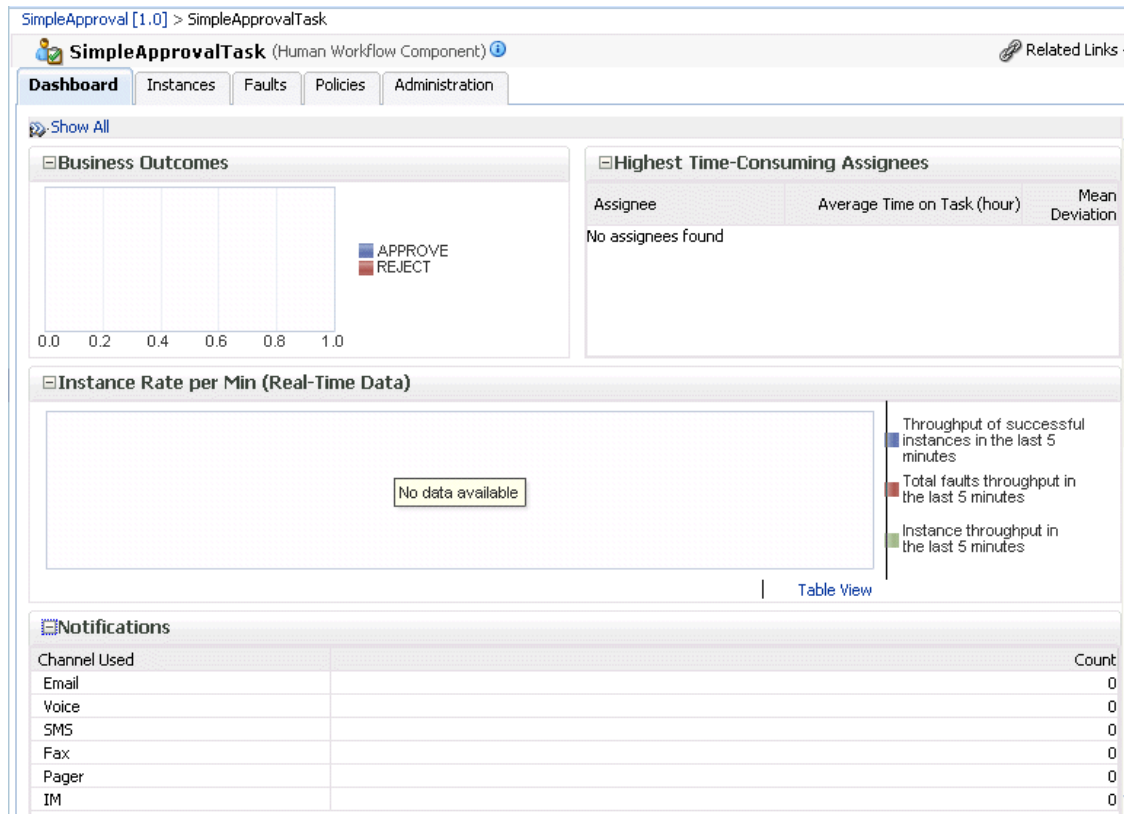 SimpleApproval [1.0] > SimpleApprovalTask
SimpleApprovalTask (Human Workflow Component)
Related Links
Dashboard Instances Faults Policies Administration
Show All
Business Outcomes
APPROVE
REJECT
0.0 0.2 0.4 0.6 0.8 1.0
Highest Time-Consuming Assignees
Assignee Average Time on Task (hour) Mean
Deviation
No assignees found
Instance Rate per Min (Real-Time Data)
No data available
Throughput of successful
instances in the last 5
minutes
Total faults throughput in
the last 5 minutes
Instance throughput in
the last 5 minutes
Table View
Notifications
Channel Used Count
Email 0
Voice 0
SMS 0
Fax 0
Pager 0
IM 0